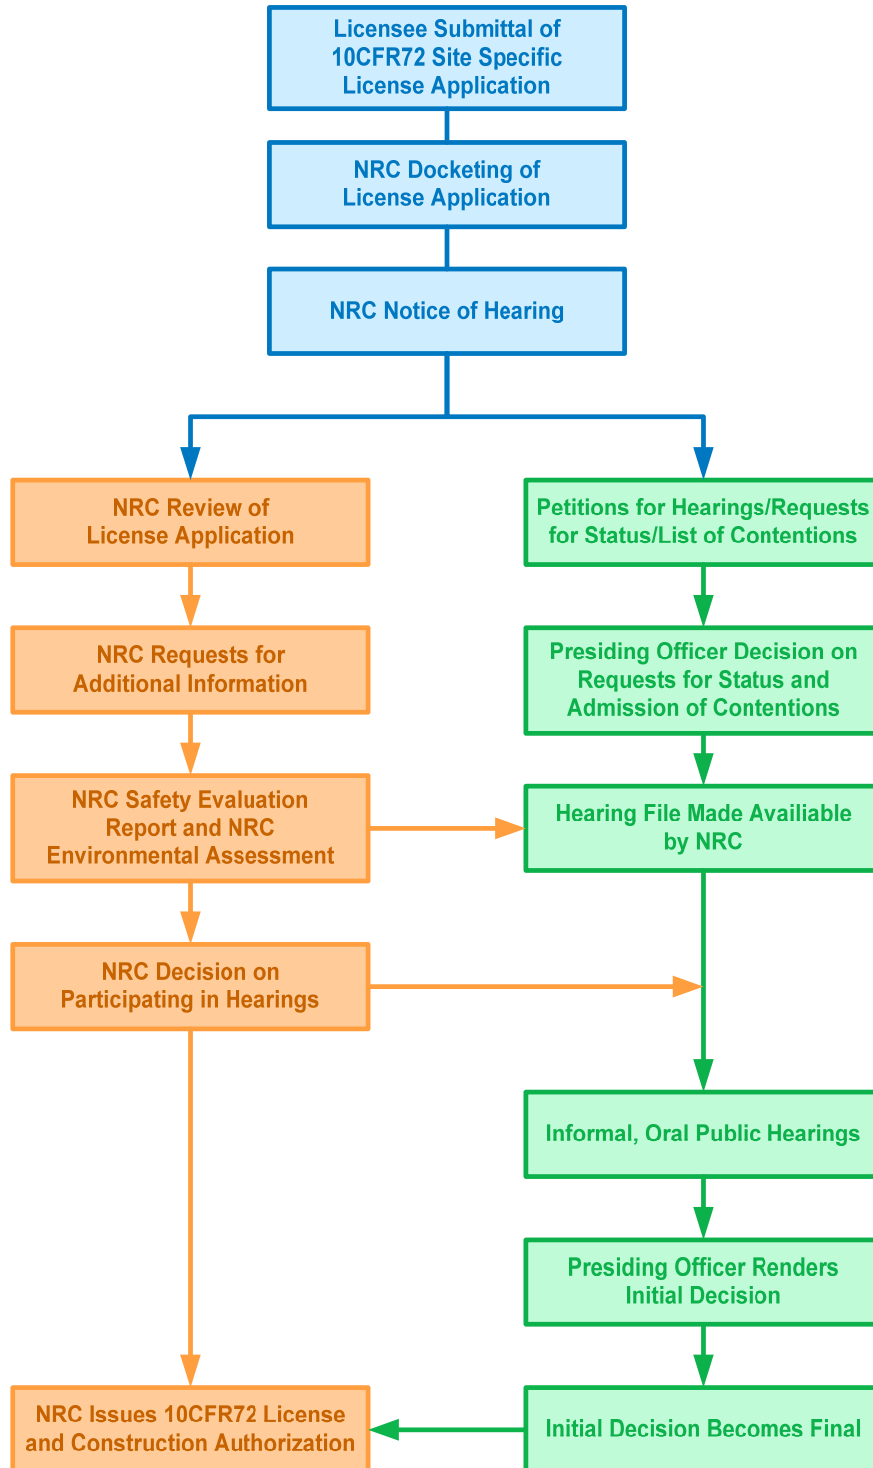 Licensee Submittal of
10CFR72 Site Specific
License Application
NRC Docketing of
License Application
NRC Notice of Hearing
NRC Review of
License Application
NRC Requests for
Additional Information
NRC Safety Evaluation
Report and NRC
Environmental Assessment
NRC Decision on
Participating in Hearings
NRC Issues 10CFR72 License
and Construction Authorization
Petitions for Hearings/Requests
for Status/List of Contentions
Presiding Officer Decision on
Requests for Status and
Admission of Contentions
Hearing File Made Availiable
by NRC
Informal, Oral Public Hearings
Presiding Officer Renders
Initial Decision
Initial Decision Becomes Final